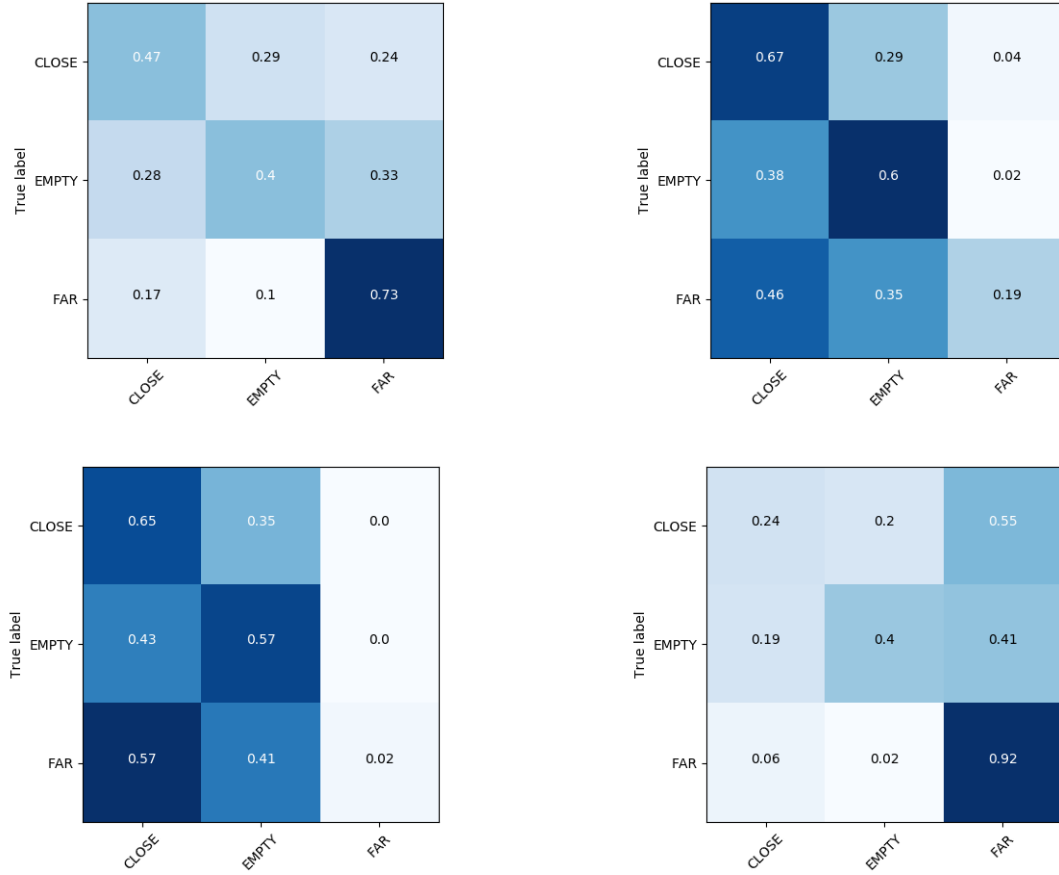 CLOSE 0.47 0.29 0.24
EMPTY 0.28 0.4 0.33
FAR 0.17 0.1 0.73
True label
CLOSE EMPTY FAR
CLOSE 0.67 0.29 0.04
EMPTY 0.38 0.6 0.02
FAR 0.46 0.35 0.19
True label
CLOSE EMPTY FAR
CLOSE 0.65 0.35 0.0
EMPTY 0.43 0.57 0.0
FAR 0.57 0.41 0.02
True label
CLOSE EMPTY FAR
CLOSE 0.24 0.2 0.55
EMPTY 0.19 0.4 0.41
FAR 0.06 0.02 0.92
True label
CLOSE EMPTY FAR